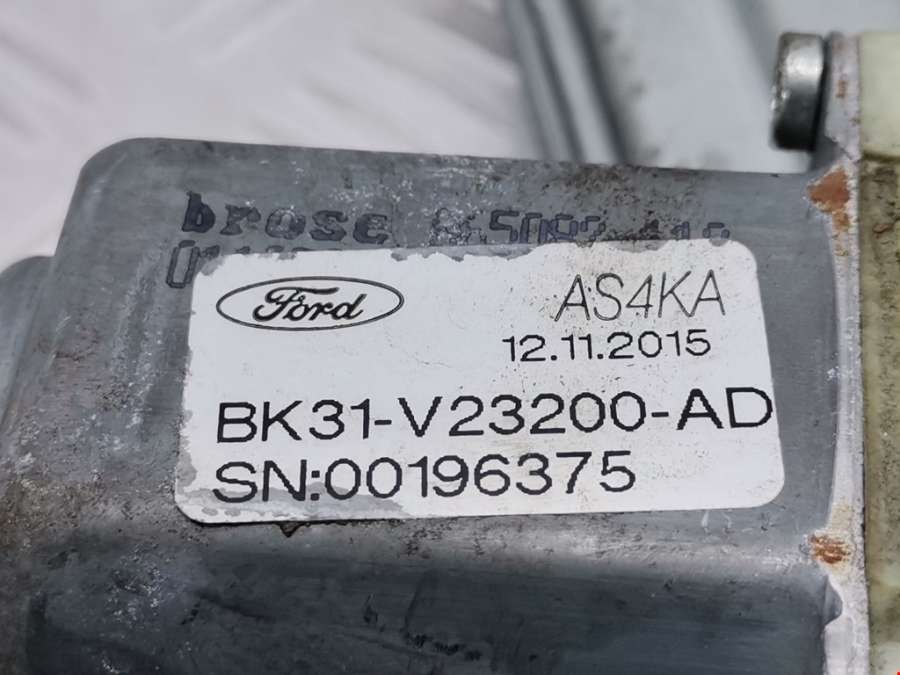 brose
Ford
AS4KA
12.11.2015
BK31-V23200-AD
SN:00196375